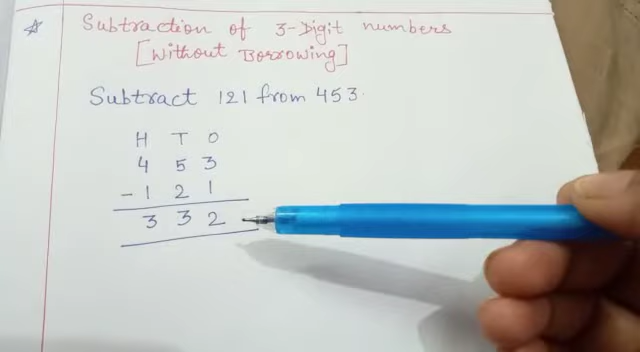 ☆ Subtraction of 3-Digit numbers
[Without Borrowing]
Subtract 121 from 453.
H T O
4 5 3
- 1 2 1
3 3 2